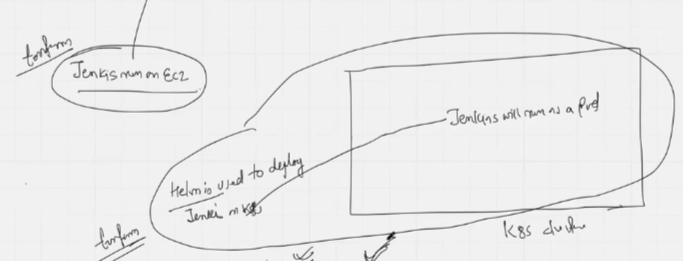 terraform
Jenkins run on Ec2
Jenkins will run as a pod
Helm is used to deploy
Jenkins in K8s
terraform
K8s cluster